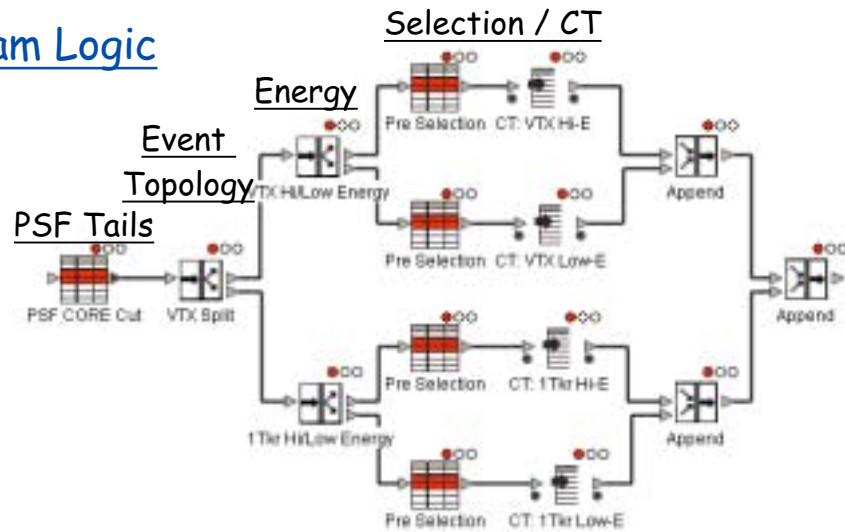 am Logic
Selection / CT
Energy
Pre Selection
CT: VTX Hi-E
Event
Topology
VTX Hi/Low Energy
Append
PSF Tails
Pre Selection
CT: VTX Low-E
PSF CORE Cut
VTX Split
Append
Pre Selection
CT: 1Tkr Hi-E
1Tkr Hi/Low Energy
Append
Pre Selection
CT: 1Tkr Low-E